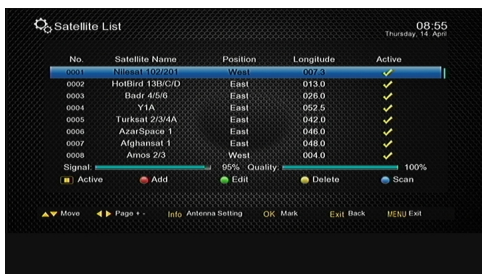 Satellite List
08:55
Thursday, 14. April
No. Satellite Name Position Longitude Active
0001 Nilesat 102/201 West 007.3
0002 HotBird 13B/C/D East 013.0
0003 Badr 4/5/6 East 026.0
0004 Y1A East 052.5
0005 Turksat 2/3/4A East 042.0
0006 AzarSpace 1 East 046.0
0007 Afghansat 1 East 048.0
0008 Amos 2/3 West 004.0
Signal: 95% Quality: 100%
Active Add Edit Delete Scan
Move Page + - Info Antenna Setting OK Mark Exit Back MENU Exit